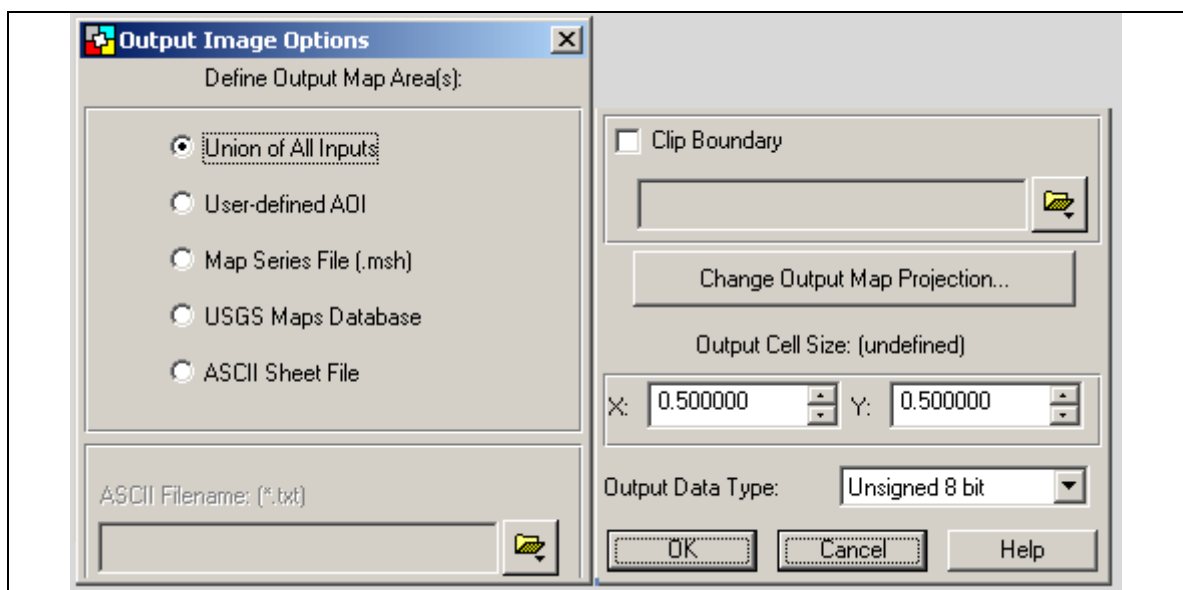 Output Image Options
Define Output Map Area(s):
Union of All Inputs
User-defined AOI
Map Series File (.msh)
USGS Maps Database
ASCII Sheet File
ASCII Filename: (*.txt)
Clip Boundary
Change Output Map Projection...
Output Cell Size: (undefined)
X: 0.500000 Y: 0.500000
Output Data Type: Unsigned 8 bit
OK Cancel Help